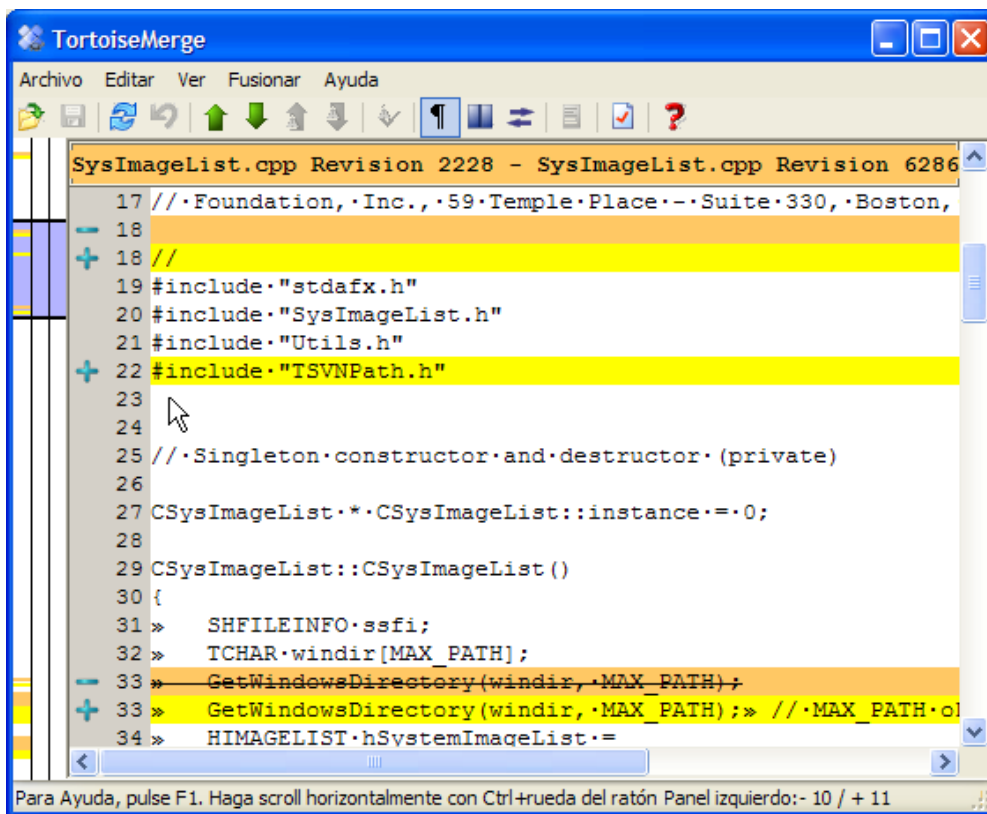 TortoiseMerge
Archivo Editar Ver Fusionar Ayuda
SysImageList.cpp Revision 2228 - SysImageList.cpp Revision 6286
17 //·Foundation,·Inc.,·59·Temple·Place·-·Suite·330,·Boston,
18
18 //
19 #include·"stdafx.h"
20 #include·"SysImageList.h"
21 #include·"Utils.h"
22 #include·"TSVNPath.h"
23
24
25 //·Singleton·constructor·and·destructor·(private)
26
27 CSysImageList·*·CSysImageList::instance·=·0;
28
29 CSysImageList::CSysImageList()
30 {
31 » SHFILEINFO·ssfi;
32 » TCHAR·windir[MAX_PATH];
33 » GetWindowsDirectory(windir,·MAX_PATH);
33 » GetWindowsDirectory(windir,·MAX_PATH);» //·MAX_PATH·
34 » HIMAGELIST·hSystemImageList·=
Para Ayuda, pulse F1. Haga scroll horizontalmente con Ctrl+rueda del ratón Panel izquierdo:- 10 / + 11